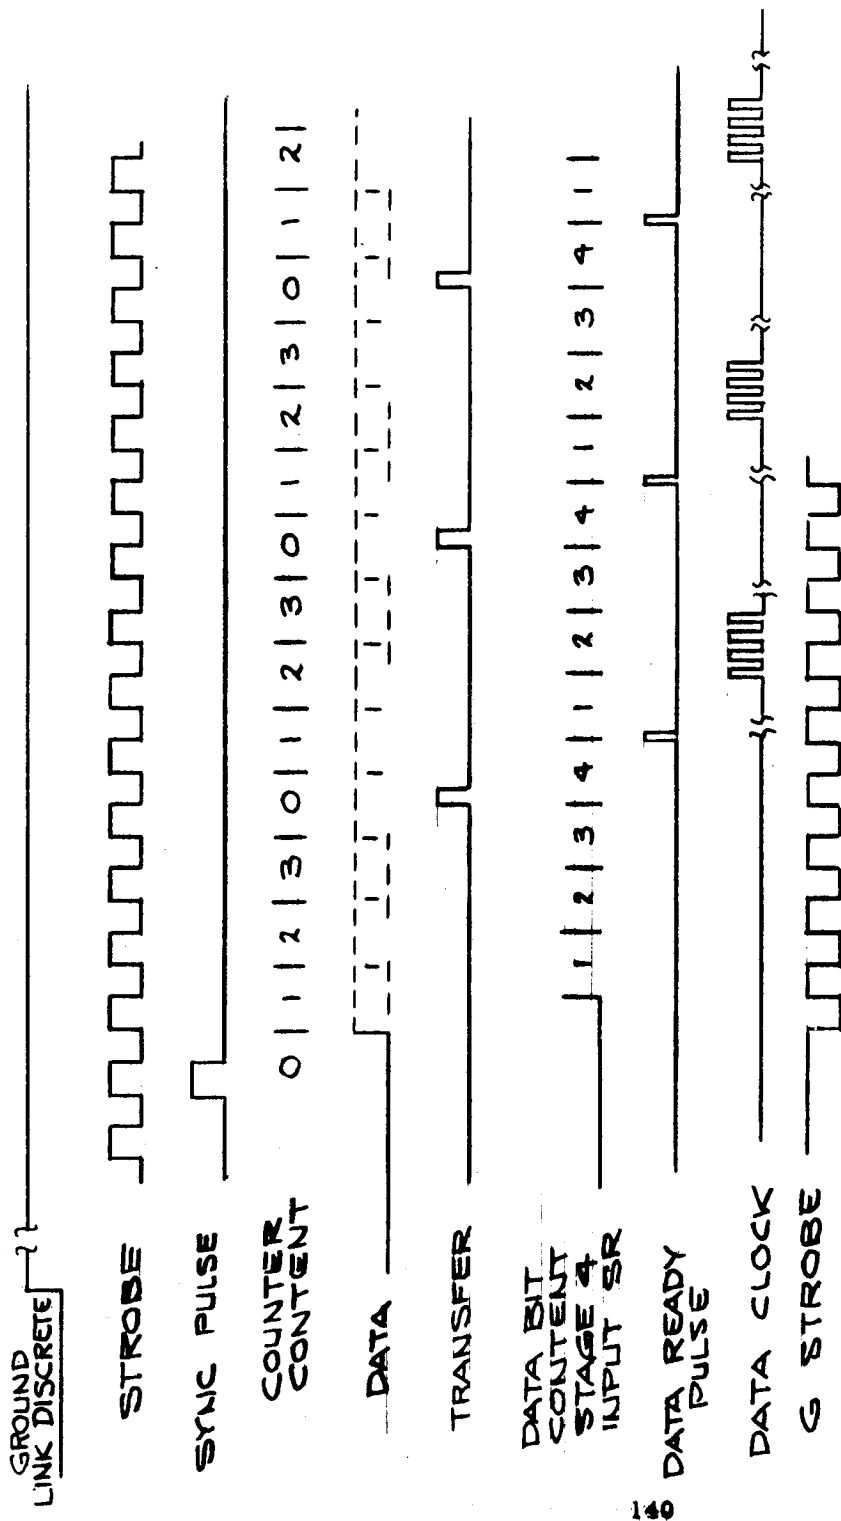 GROUND
LINK DISCRETE
STROBE
SYNC PULSE
COUNTER
CONTENT
0 | 1 | 2 | 3 | 0 | 1 | 2 | 3 | 0 | 1 | 2 | 3 | 0 | 1 | 2 |
DATA
TRANSFER
DATA BIT
CONTENT
STAGE 4
INPUT SR
1 | 2 | 3 | 4 | 1 | 2 | 3 | 4 | 1 | 2 | 3 | 4 | 1 |
DATA READY
PULSE
DATA CLOCK
G STROBE
140